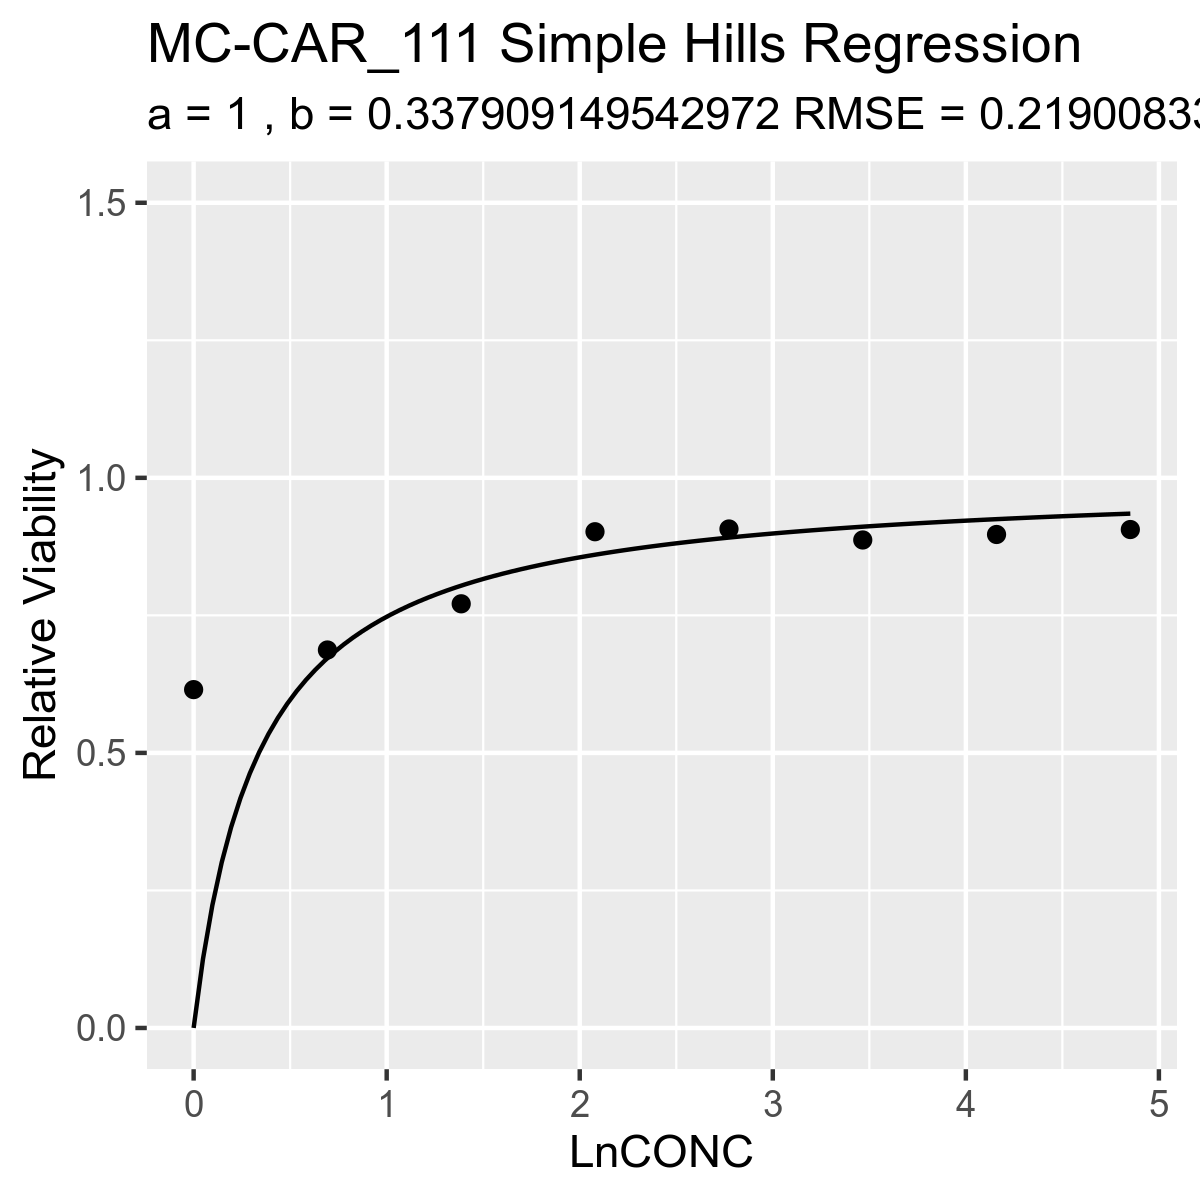 MC-CAR_111 Simple Hills Regression
a = 1 , b = 0.337909149542972 RMSE = 0.2190083
1.5
1.0
0.5
0.0
Relative Viability
0 1 2 3 4 5
LnCONC